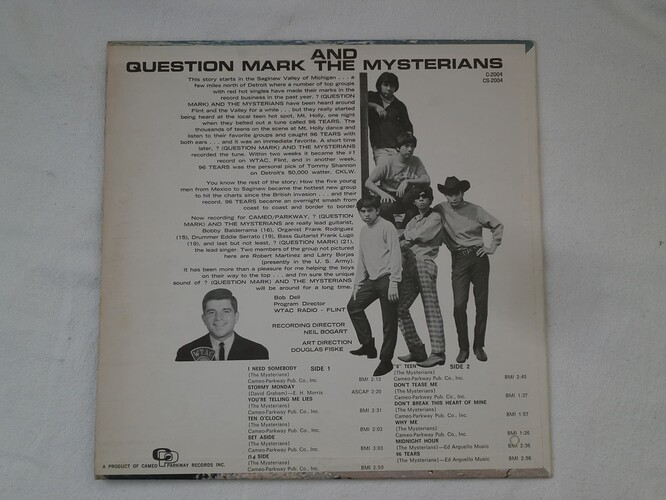 AND
QUESTION MARK THE MYSTERIANS
C-2004
CS-2004
This story starts in the Saginaw Valley of Michigan . . . a
few miles north of Detroit where a number of top groups
with red hot singles have made their marks in the
record business in the past year. ? (QUESTION
MARK) AND THE MYSTERIANS have been heard around
Flint and the Valley for a while . . . but they really started
being heard at the local teen hot spot, Mt. Holly, one night
when they belted out a tune called 96 TEARS. The
thousands of teens on the scene at Mt. Holly dance and
listen to their favorite groups and caught 96 TEARS with
both ears . . . and it was an immediate favorite. A short time
later, ? (QUESTION MARK) AND THE MYSTERIANS
recorded the tune. Within two weeks it became the #1
record on WTAC, Flint, and in another week,
96 TEARS was the personal pick of Tommy Shannon
on Detroit's 50,000 watter, CKLW.
You know the rest of the story; How the five young
men from Mexico to Saginaw became the hottest new group
to hit the charts since the British invasion . . . and their
record, 96 TEARS became an overnight smash from
coast to coast and border to border
Now recording for CAMEO/PARKWAY, ? (QUESTION
MARK) AND THE MYSTERIANS are really lead guitarist,
Bobby Balderrama (16), Organist Frank Rodriguez
(15), Drummer Eddie Serrato (19), Bass Guitarist Frank Lugo
(19), and last but not least, ? (QUESTION MARK) (21),
the lead singer. Two members of the group not pictured
here are Robert Martinez and Larry Borjas
(presently in the U. S. Army).
It has been more than a pleasure for me helping the boys
on their way to the top . . . and I'm sure the unique
sound of ? (QUESTION MARK) AND THE MYSTERIANS
will be around for a long time.
Bob Dell
Program Director
WTAC RADIO - FLINT
RECORDING DIRECTOR
NEIL BOGART
ART DIRECTION
DOUGLAS FISKE
WTAC
SIDE 1
I NEED SOMEBODY
(The Mysterians)
Cameo-Parkway Pub. Co., Inc. BMI 2:12
STORMY MONDAY
(David Graham)—E. H. Morris ASCAP 2:20
YOU'RE TELLING ME LIES
(The Mysterians)
Cameo-Parkway Pub. Co., Inc. BMI 3:31
TEN O'CLOCK
(The Mysterians)
Cameo-Parkway Pub. Co., Inc. BMI 2:03
SET ASIDE
(The Mysterians)
Cameo-Parkway Pub. Co., Inc. BMI 3:03
SIDE
(The Mysterians)
Cameo-Parkway Pub. Co., Inc. BMI 2:50
SIDE 2
"8" TEEN
(The Mysterians)
Cameo-Parkway Pub. Co., Inc. BMI 2:45
DON'T TEASE ME
(The Mysterians)
Cameo-Parkway Pub. Co., Inc. BMI 1:37
DON'T BREAK THIS HEART OF MINE
(The Mysterians)
Cameo-Parkway Pub. Co., Inc. BMI 1:57
WHY ME
(The Mysterians)
Cameo-Parkway Pub. Co., Inc. BMI 1:26
MIDNIGHT HOUR
(The Mysterians)—Ed Arguello Music BMI 2:36
96 TEARS
(The Mysterians)—Ed Arguello Music BMI 2:56
A PRODUCT OF CAMEO PARKWAY RECORDS INC.